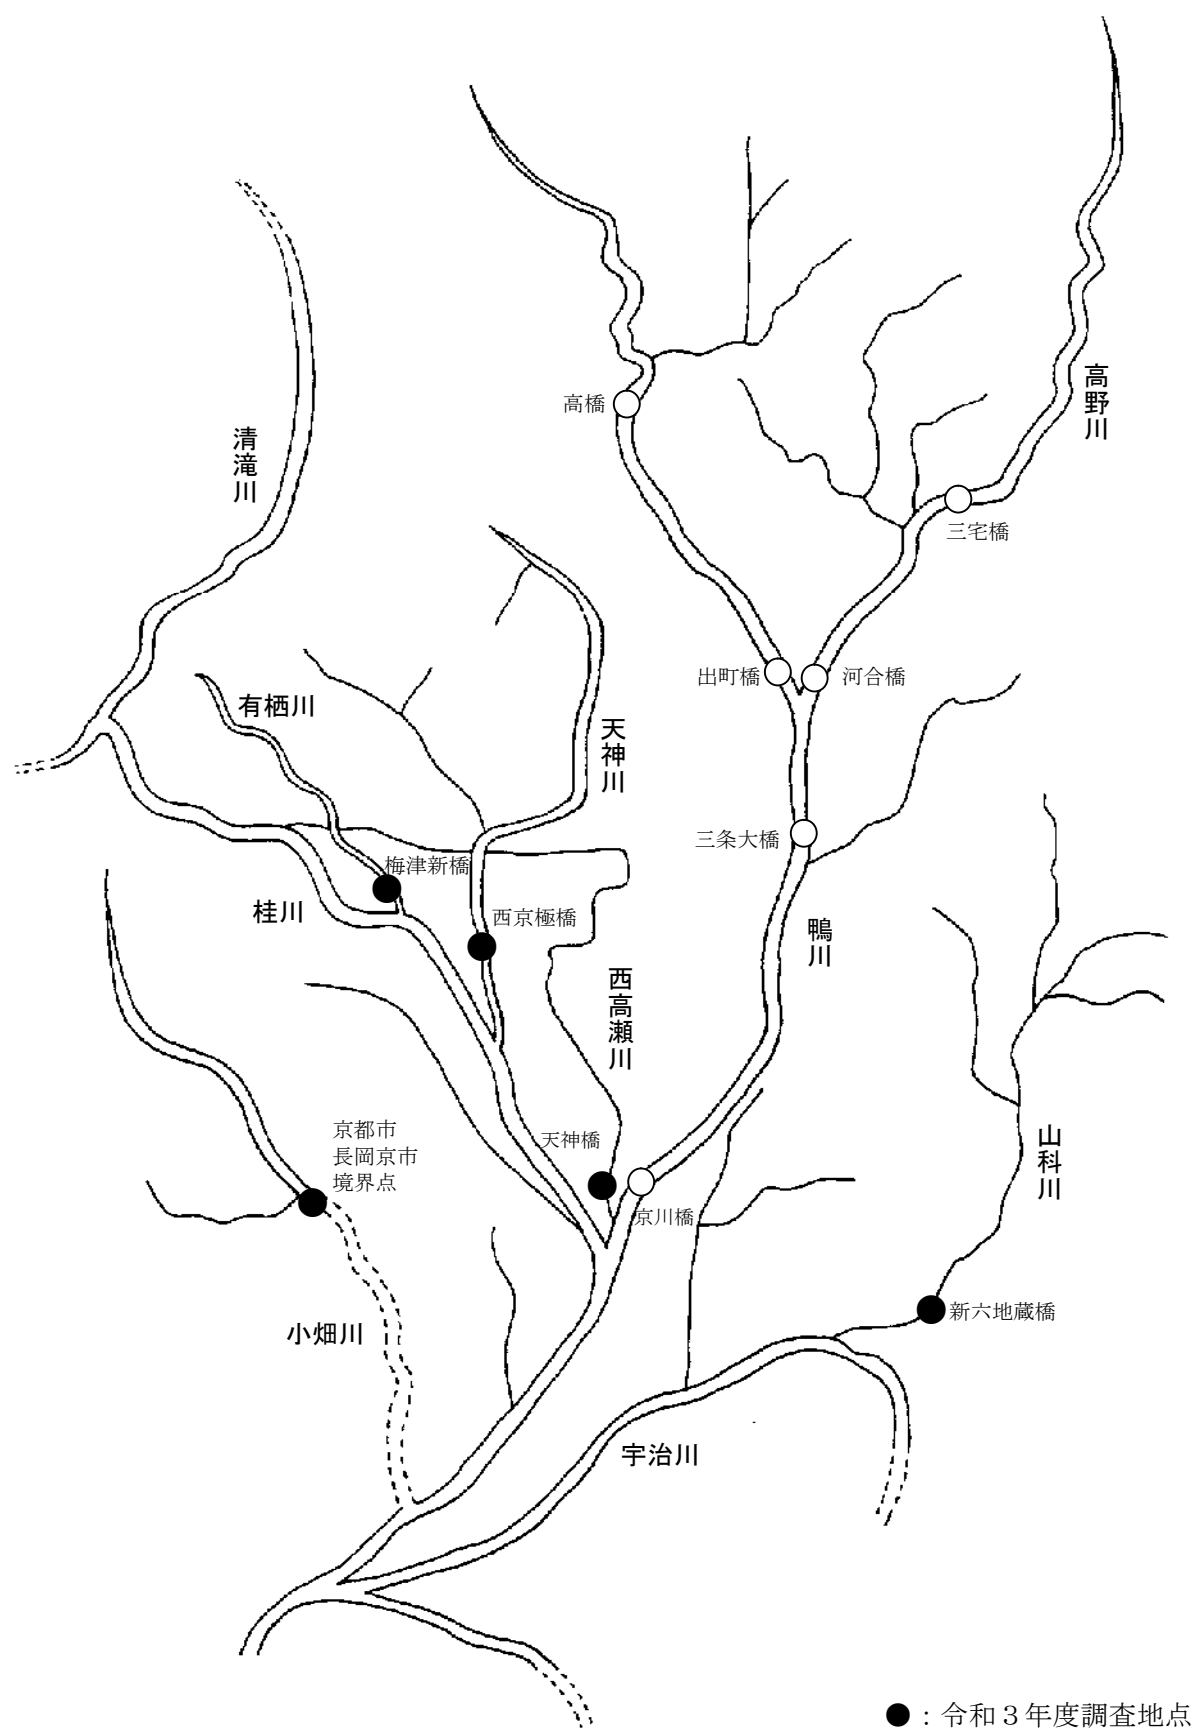 高野川
高橋
清滝川
三宅橋
出町橋
河合橋
有栖川
天神川
三条大橋
梅津新橋
桂川
西京極橋
鴨川
西高瀬川
京都市
長岡京市
境界点
天神橋
山科川
京川橋
新六地蔵橋
小畑川
宇治川
●：令和３年度調査地点